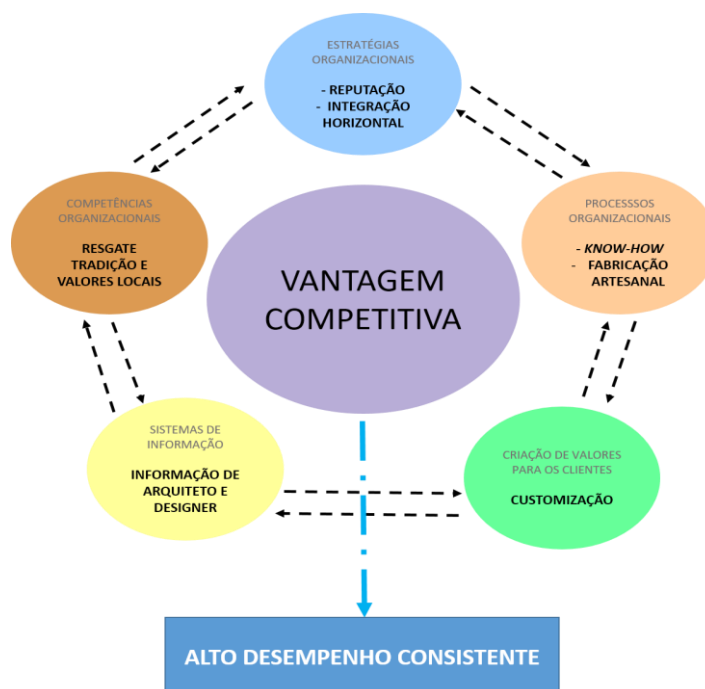 ESTRATÉGIAS
ORGANIZACIONAIS
- REPUTAÇÃO
- INTEGRAÇÃO
HORIZONTAL
COMPETÊNCIAS
ORGANIZACIONAIS
RESGATE
TRADIÇÃO E
VALORES LOCAIS
PROCESSSOS
ORGANIZACIONAIS
- KNOW-HOW
- FABRICAÇÃO
ARTESANAL
VANTAGEM
COMPETITIVA
SISTEMAS DE
INFORMAÇÃO
INFORMAÇÃO DE
ARQUITETO E
DESIGNER
CRIAÇÃO DE VALORES
PARA OS CLIENTES
CUSTOMIZAÇÃO
ALTO DESEMPENHO CONSISTENTE